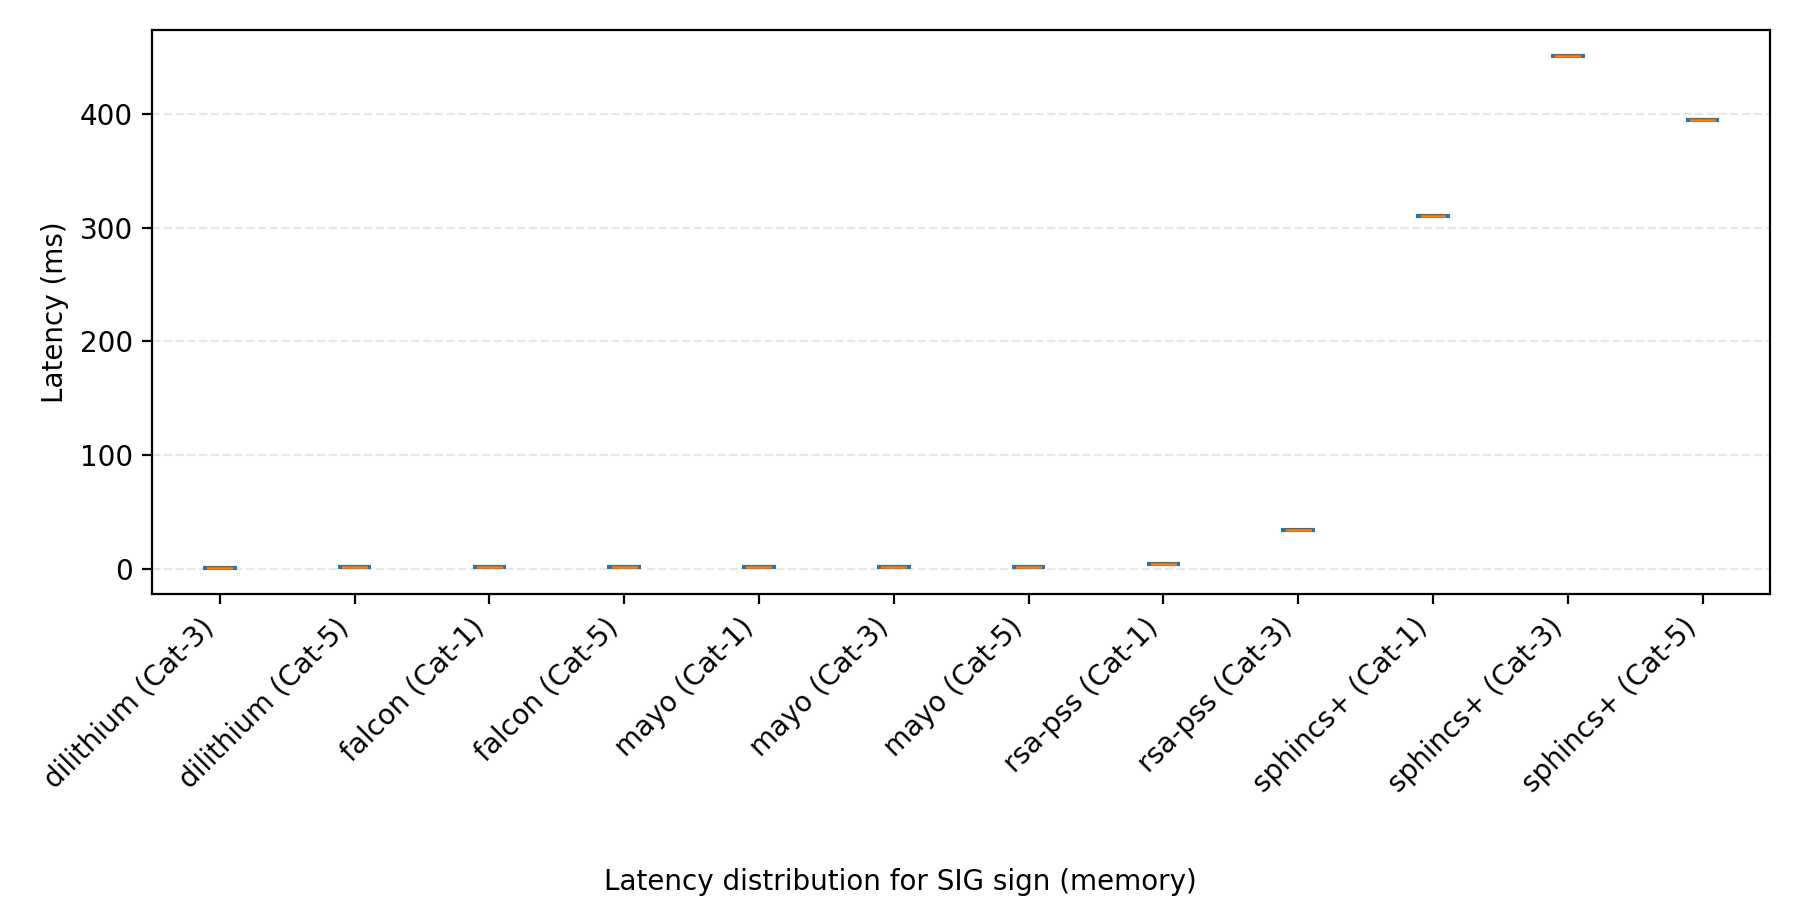 400
300
200
100
0
Latency (ms)
dilithium (Cat-3)
dilithium (Cat-5)
falcon (Cat-1)
falcon (Cat-5)
mayo (Cat-1)
mayo (Cat-3)
mayo (Cat-5)
rsa-pss (Cat-1)
rsa-pss (Cat-3)
sphincs+ (Cat-1)
sphincs+ (Cat-3)
sphincs+ (Cat-5)
Latency distribution for SIG sign (memory)